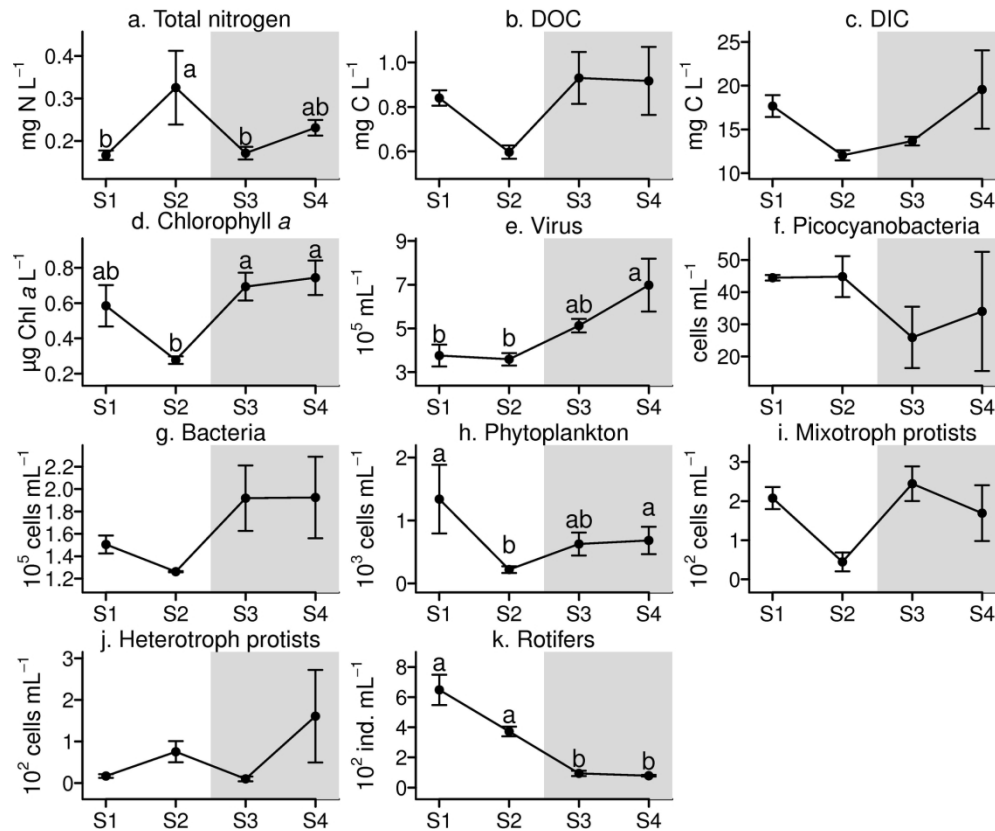 a. Total nitrogen
mg N L⁻¹
0.4
0.3
0.2
b
a
b
ab
S1 S2 S3 S4
b. DOC
mg C L⁻¹
1.0
0.8
0.6
S1 S2 S3 S4
c. DIC
mg C L⁻¹
25
20
15
10
S1 S2 S3 S4
d. Chlorophyll a
µg Chl a L⁻¹
0.8
0.6
0.4
0.2
ab
b
a
a
S1 S2 S3 S4
e. Virus
10⁵ mL⁻¹
9
7
5
3
b
b
ab
a
S1 S2 S3 S4
f. Picocyanobacteria
cells mL⁻¹
50
40
30
20
S1 S2 S3 S4
g. Bacteria
10⁵ cells mL⁻¹
2.2
2.0
1.8
1.6
1.4
1.2
S1 S2 S3 S4
h. Phytoplankton
10³ cells mL⁻¹
2
1
0
a
b
ab
a
S1 S2 S3 S4
i. Mixotroph protists
10² cells mL⁻¹
3
2
1
0
S1 S2 S3 S4
j. Heterotroph protists
10² cells mL⁻¹
3
2
1
0
S1 S2 S3 S4
k. Rotifers
10² ind. mL⁻¹
8
6
4
2
0
a
a
b
b
S1 S2 S3 S4